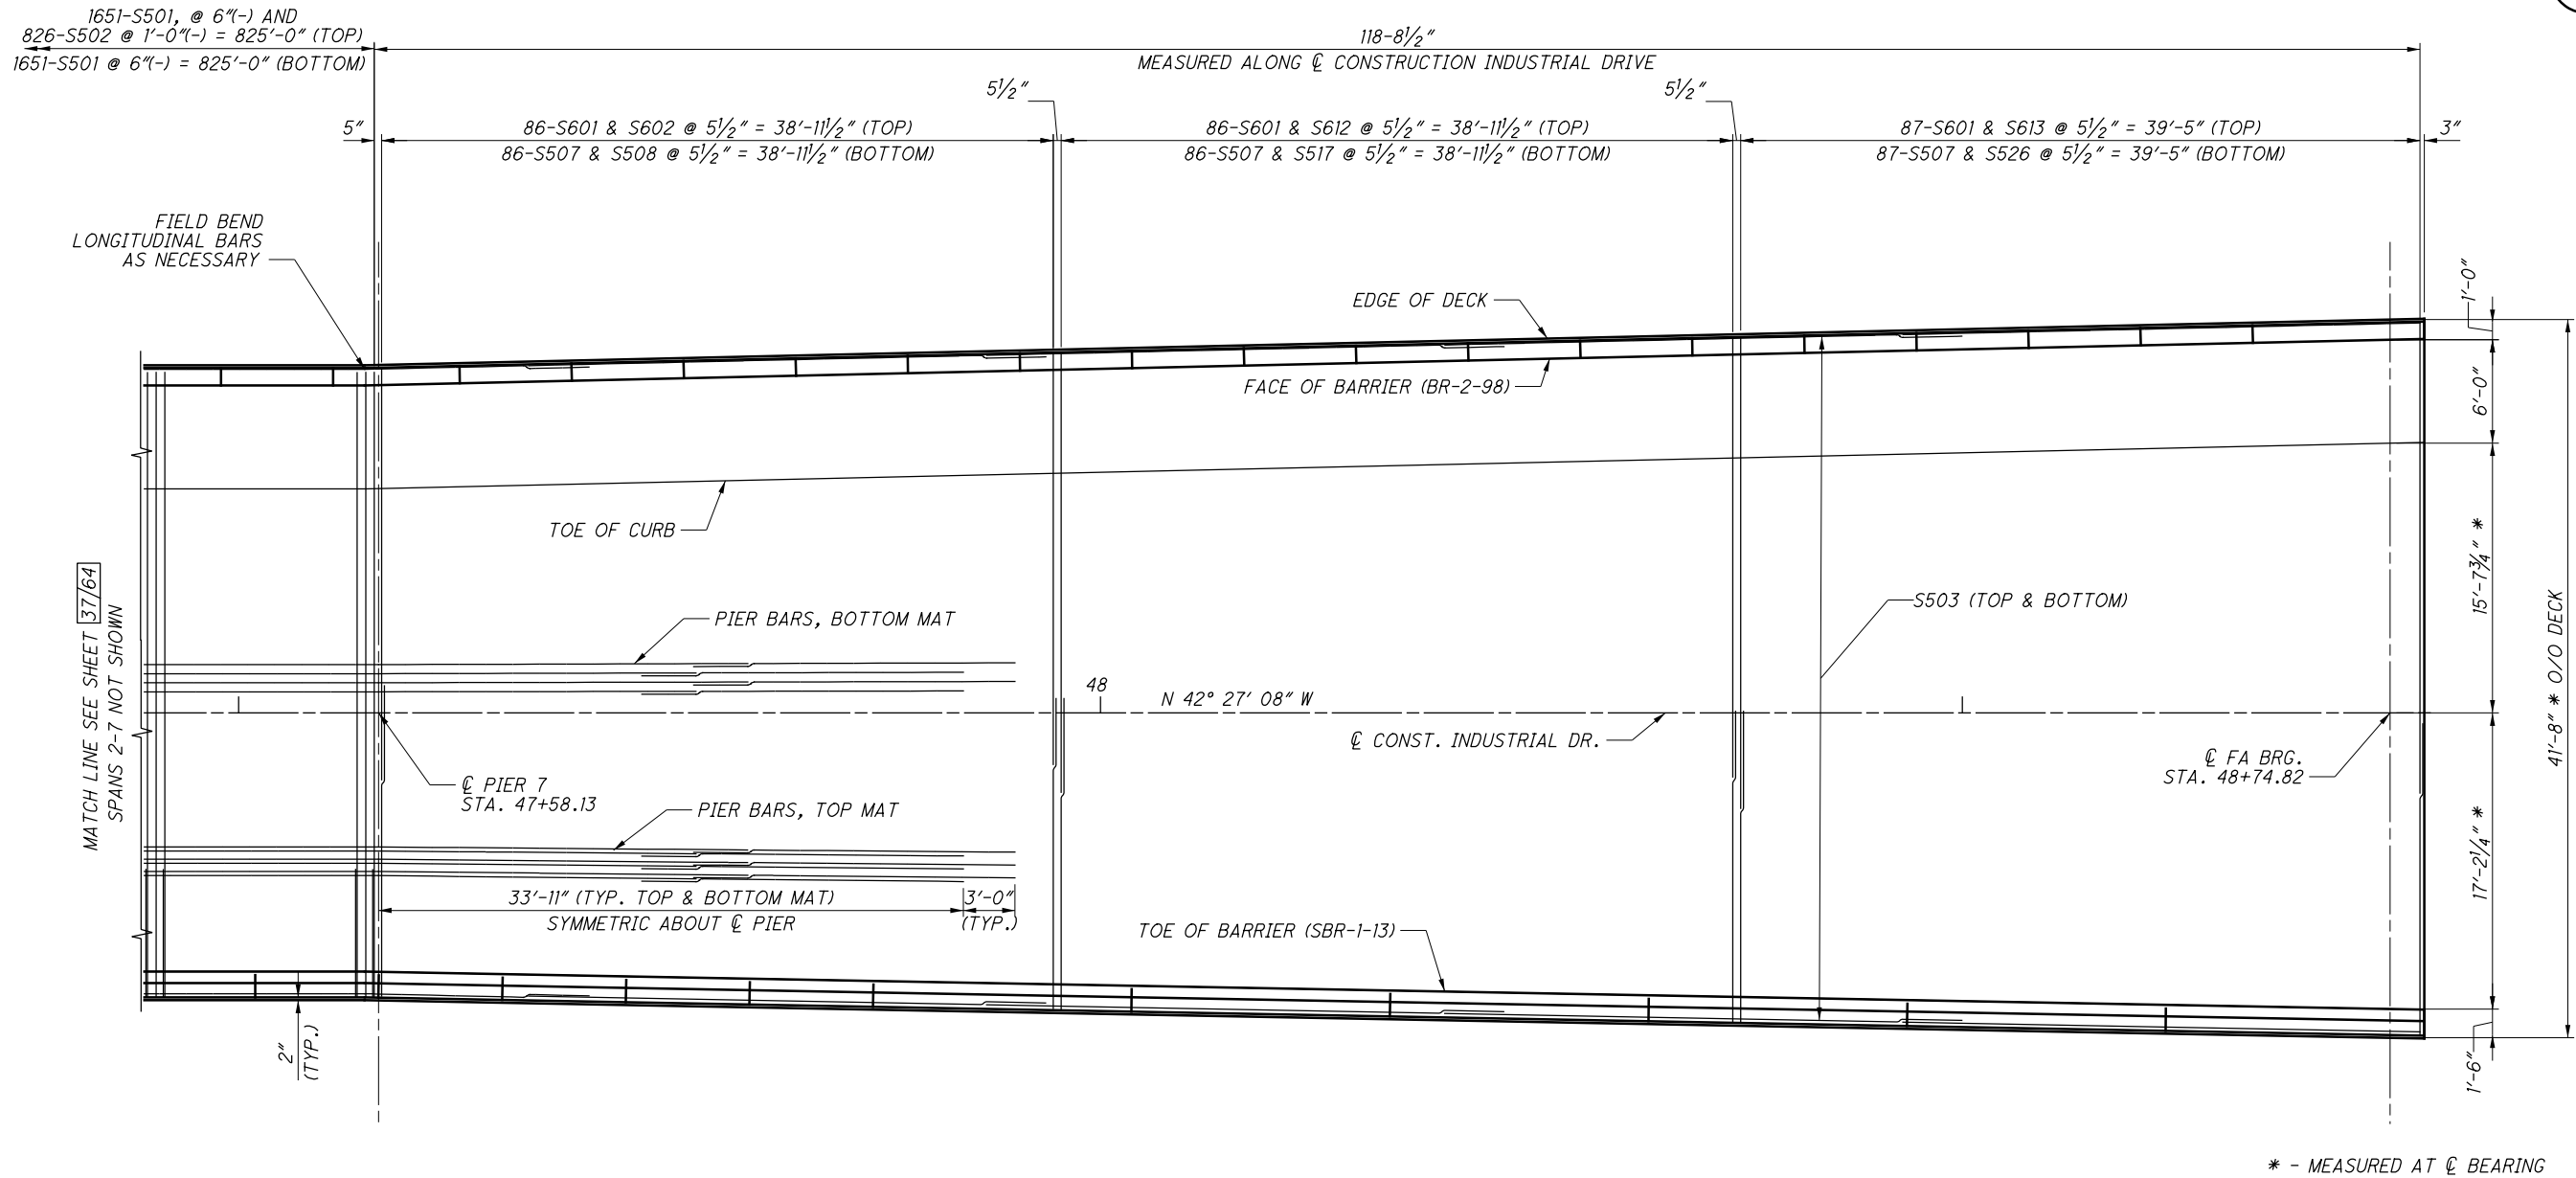 1651-S501, @ 6"(-) AND
826-S502 @ 1'-0"(-) = 825'-0" (TOP)
1651-S501 @ 6"(-) = 825'-0" (BOTTOM)
118-8½"
MEASURED ALONG ℄ CONSTRUCTION INDUSTRIAL DRIVE
5½"
5½"
5"
86-S601 & S602 @ 5½" = 38'-11½" (TOP)
86-S507 & S508 @ 5½" = 38'-11½" (BOTTOM)
86-S601 & S612 @ 5½" = 38'-11½" (TOP)
86-S507 & S517 @ 5½" = 38'-11½" (BOTTOM)
87-S601 & S613 @ 5½" = 39'-5" (TOP)
87-S507 & S526 @ 5½" = 39'-5" (BOTTOM)
3"
FIELD BEND
LONGITUDINAL BARS
AS NECESSARY
EDGE OF DECK
FACE OF BARRIER (BR-2-98)
1'-0"
6'-0"
TOE OF CURB
15'-7¾" *
MATCH LINE SEE SHEET 37/64
SPANS 2-7 NOT SHOWN
PIER BARS, BOTTOM MAT
S503 (TOP & BOTTOM)
41'-8" * O/O DECK
48
N 42° 27' 08" W
℄ CONST. INDUSTRIAL DR.
℄ FA BRG.
STA. 48+74.82
℄ PIER 7
STA. 47+58.13
PIER BARS, TOP MAT
17'-2¼" *
33'-11" (TYP. TOP & BOTTOM MAT)
SYMMETRIC ABOUT ℄ PIER
3'-0"
(TYP.)
TOE OF BARRIER (SBR-1-13)
2"
(TYP.)
1'-6"
* - MEASURED AT ℄ BEARING